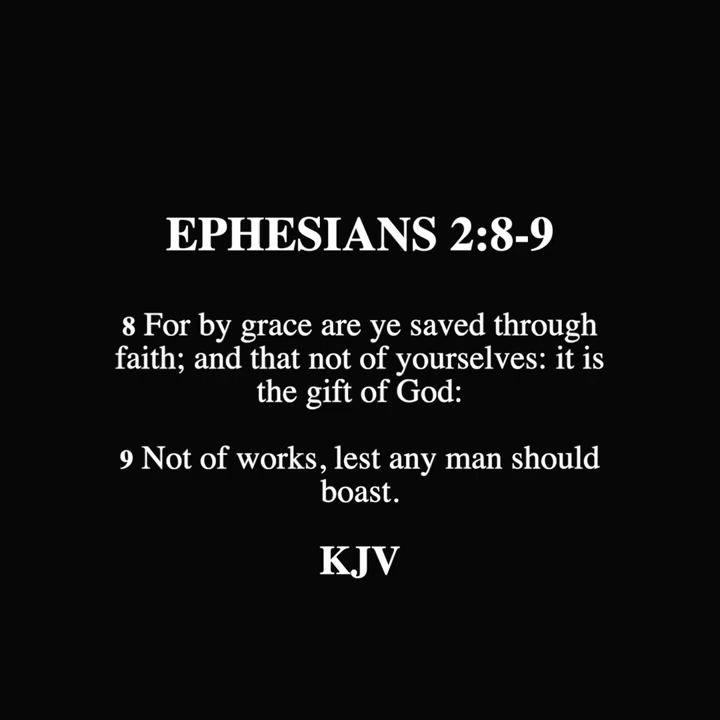 EPHESIANS 2:8-9
8 For by grace are ye saved through
faith; and that not of yourselves: it is
the gift of God:
9 Not of works, lest any man should
boast.
KJV